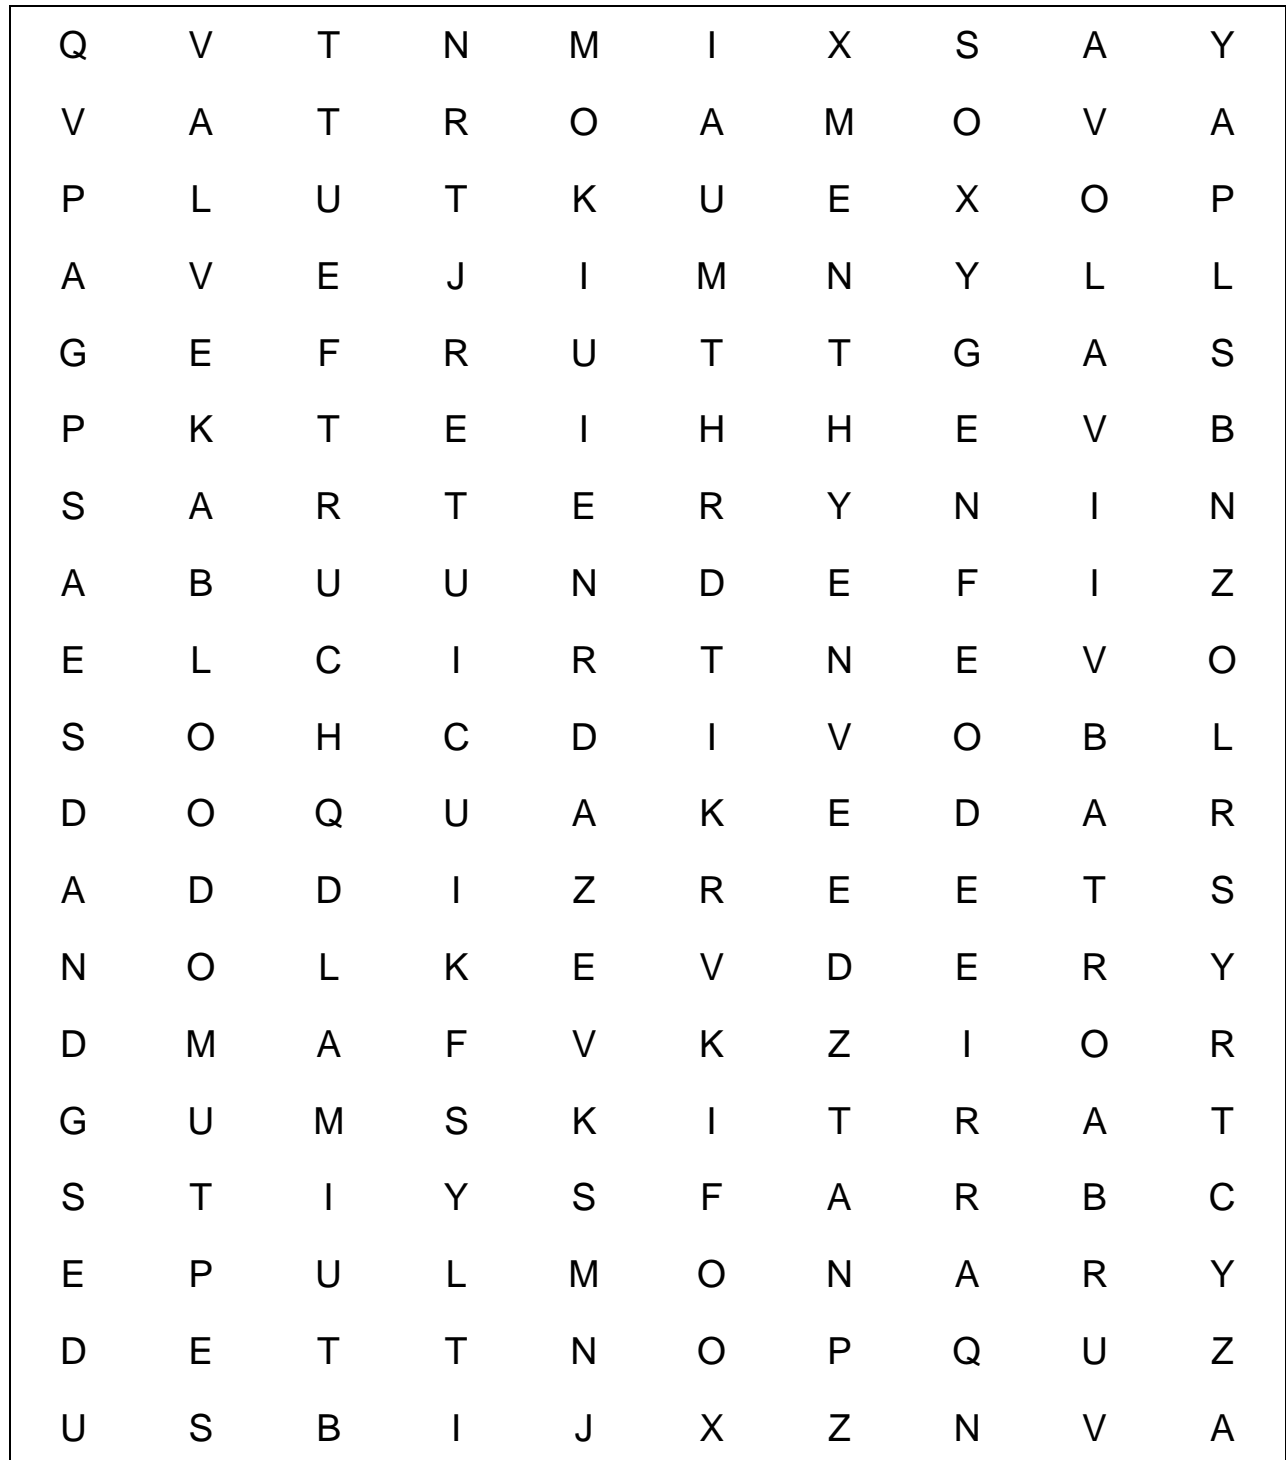 Q V T N M I X S A Y
V A T R O A M O V A
P L U T K U E X O P
A V E J I M N Y L L
G E F R U T T G A S
P K T E I H H E V B
S A R T E R Y N I N
A B U U N D E F I Z
E L C I R T N E V O
S O H C D I V O B L
D O Q U A K E D A R
A D D I Z R E E T S
N O L K E V D E R Y
D M A F V K Z I O R
G U M S K I T R A T
S T I Y S F A R B C
E P U L M O N A R Y
D E T T N O P Q U Z
U S B I J X Z N V A